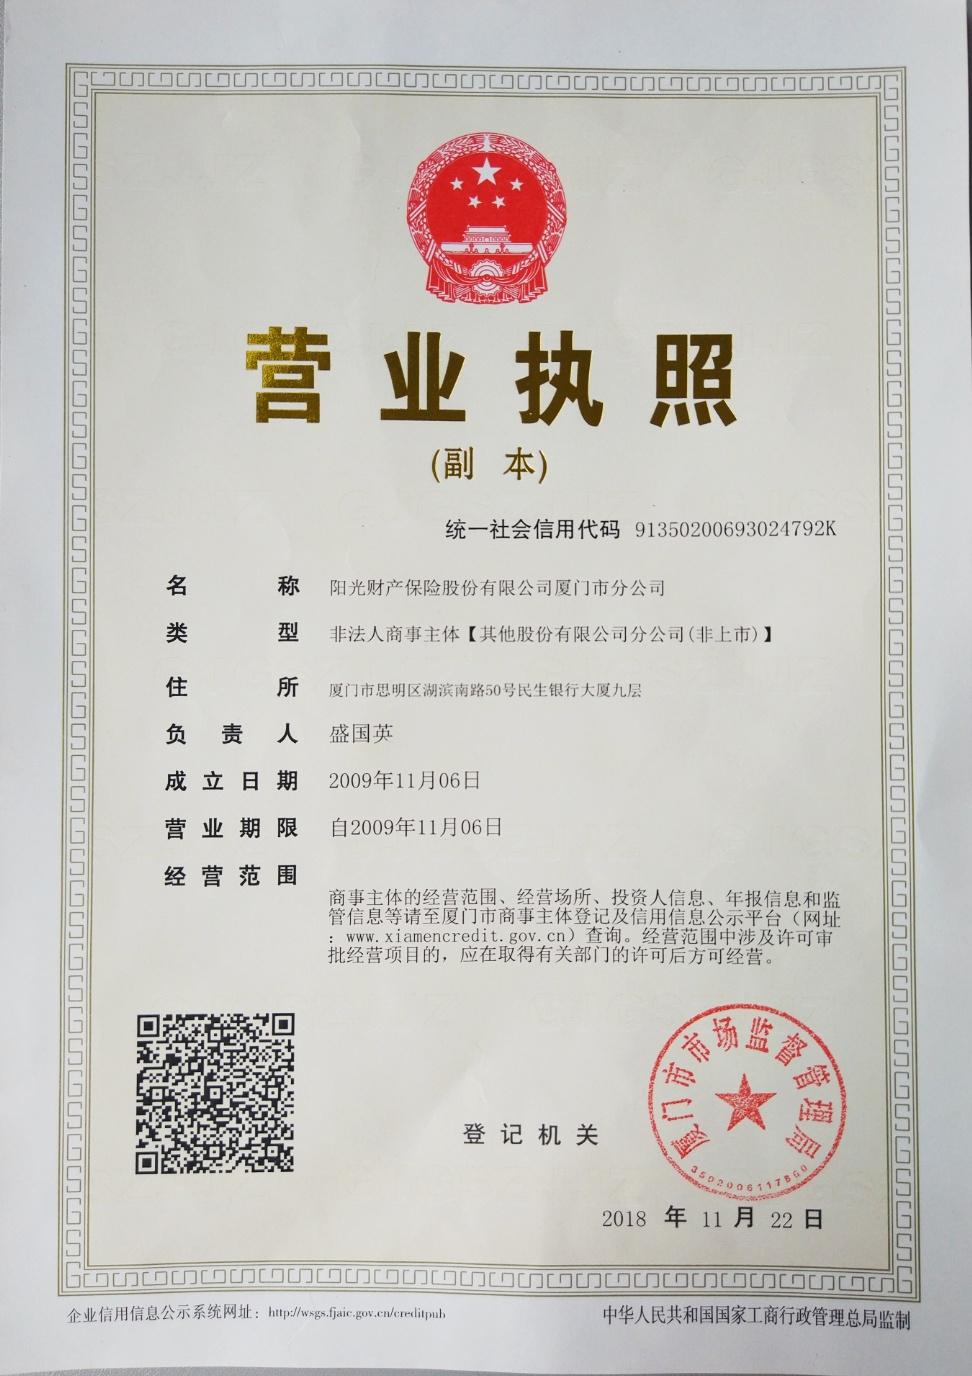 营业执照
(副 本)
统一社会信用代码 91350200693024792K
名称 阳光财产保险股份有限公司厦门市分公司
类型 非法人商事主体【其他股份有限公司分公司(非上市)】
住所 厦门市思明区湖滨南路50号民生银行大厦九层
负责人 盛国英
成立日期 2009年11月06日
营业期限 自2009年11月06日
经营范围
商事主体的经营范围、经营场所、投资人信息、年报信息和监
管信息等请至厦门市商事主体登记及信用信息公示平台（网址
：www.xiamencredit.gov.cn）查询。经营范围中涉及许可审
批经营项目的，应在取得有关部门的许可后方可经营。
厦门市市场监督管理局
3502006117860
登记机关
2018 年 11 月 22 日
企业信用信息公示系统网址：http://wsgs.fjaic.gov.cn/creditpub
中华人民共和国国家工商行政管理总局监制